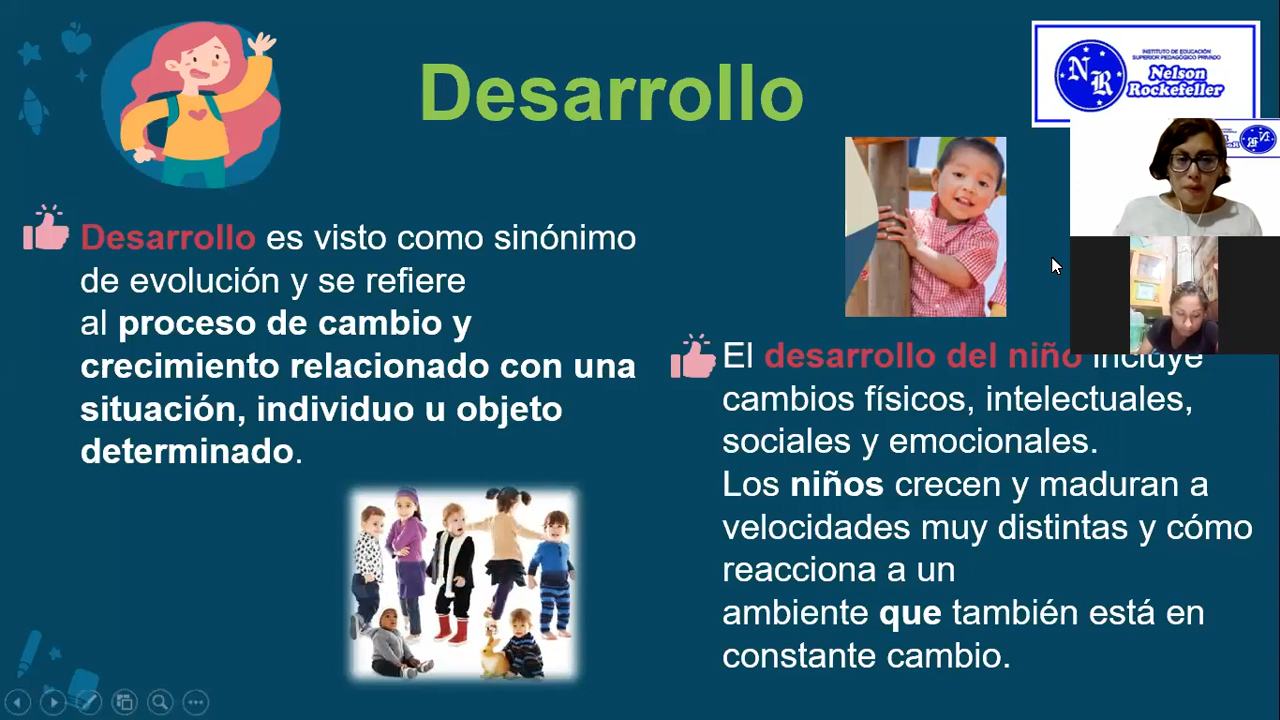 Desarrollo
INSTITUTO DE EDUCACIÓN
SUPERIOR PEDAGÓGICO PRIVADO
NR
Nelson
Rockefeller
Desarrollo es visto como sinónimo
de evolución y se refiere
al proceso de cambio y
crecimiento relacionado con una
situación, individuo u objeto
determinado.
El desarrollo del niño incluye
cambios físicos, intelectuales,
sociales y emocionales.
Los niños crecen y maduran a
velocidades muy distintas y cómo
reacciona a un
ambiente que también está en
constante cambio.